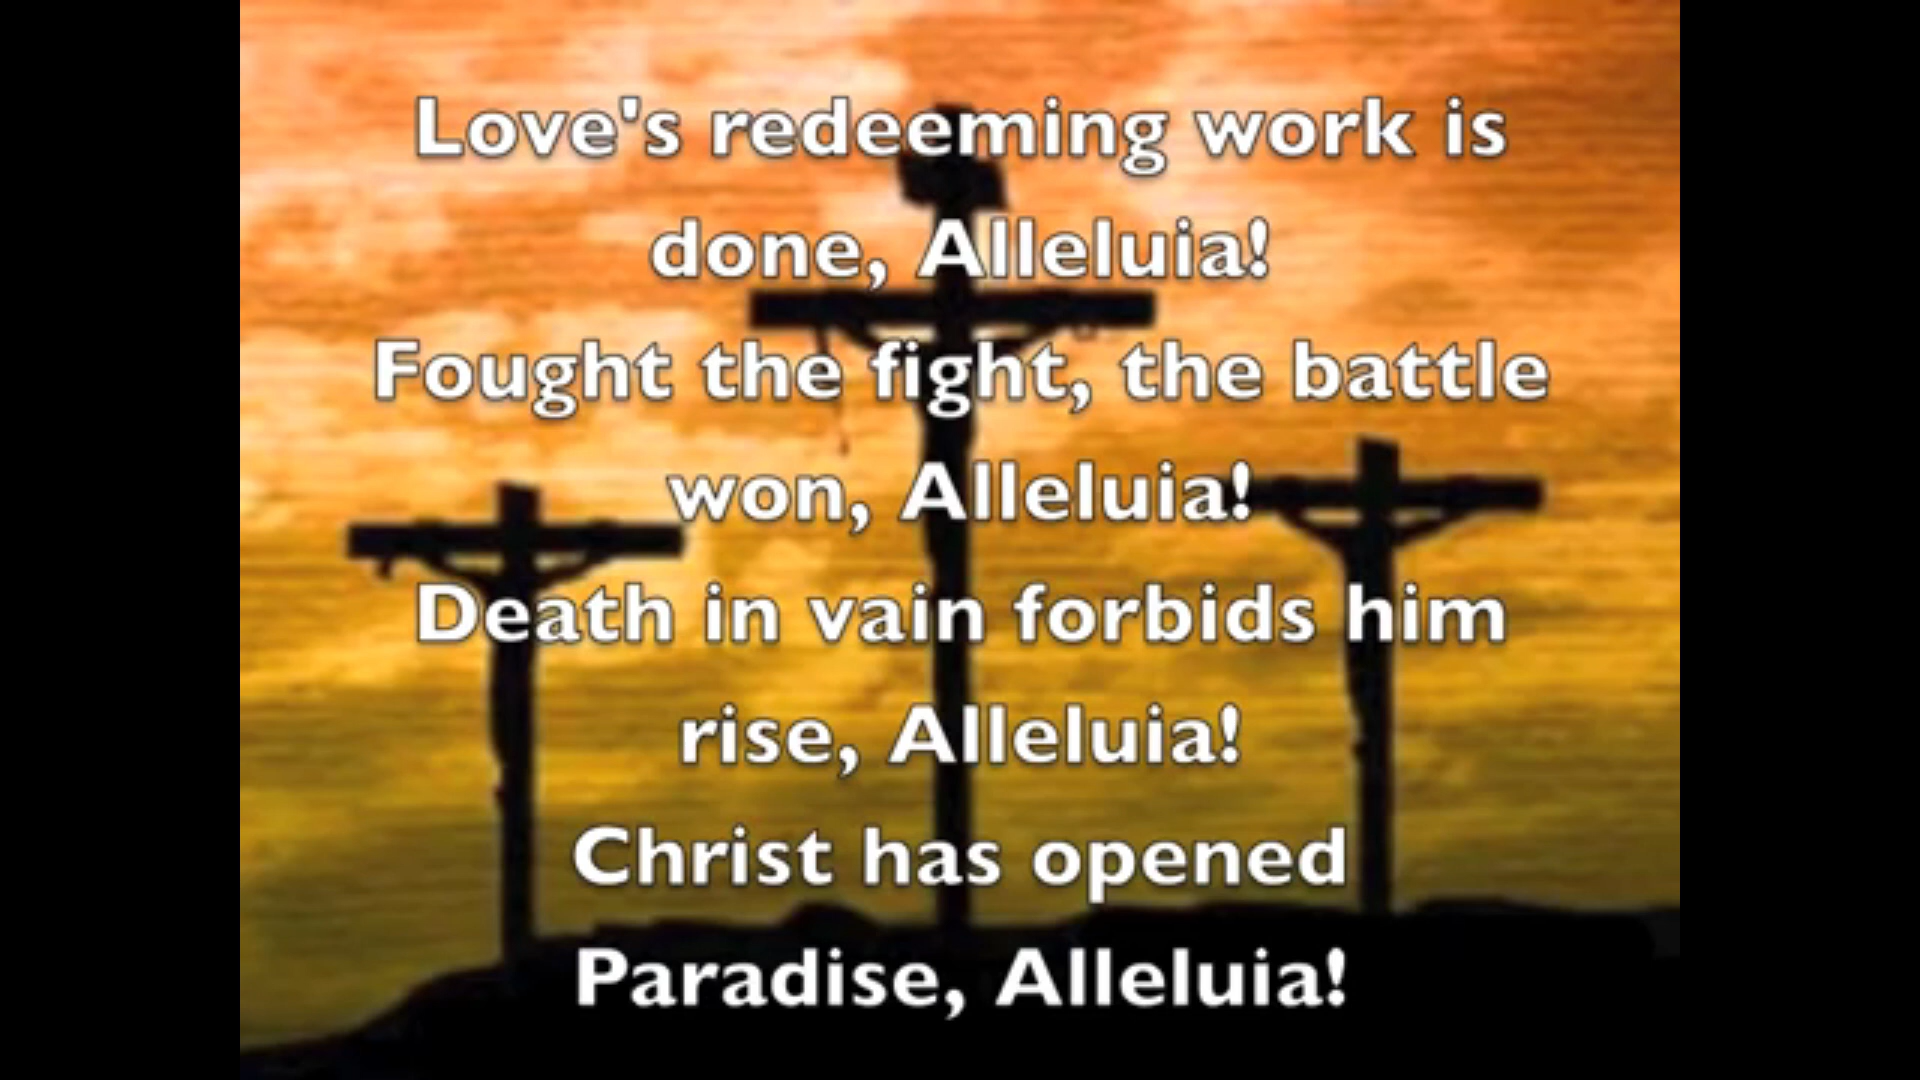 Love's redeeming work is
done, Alleluia!
Fought the fight, the battle
won, Alleluia!
Death in vain forbids him
rise, Alleluia!
Christ has opened
Paradise, Alleluia!